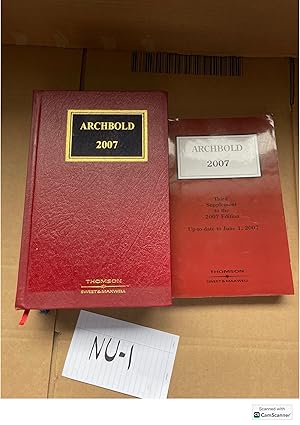 ARCHBOLD
2007
THOMSON
SWEET & MAXWELL
ARCHBOLD
2007
Third
Supplement
to the
2007 Edition
Up-to-date to June 1, 2007
THOMSON
SWEET & MAXWELL
NU-1
Scanned with
CS CamScanner